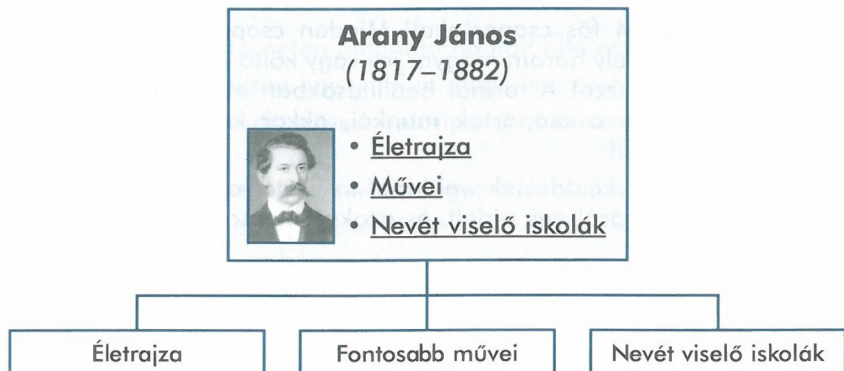 Arany János
(1817–1882)
• Életrajza
• Művei
• Nevét viselő iskolák
Életrajza
Fontosabb művei
Nevét viselő iskolák